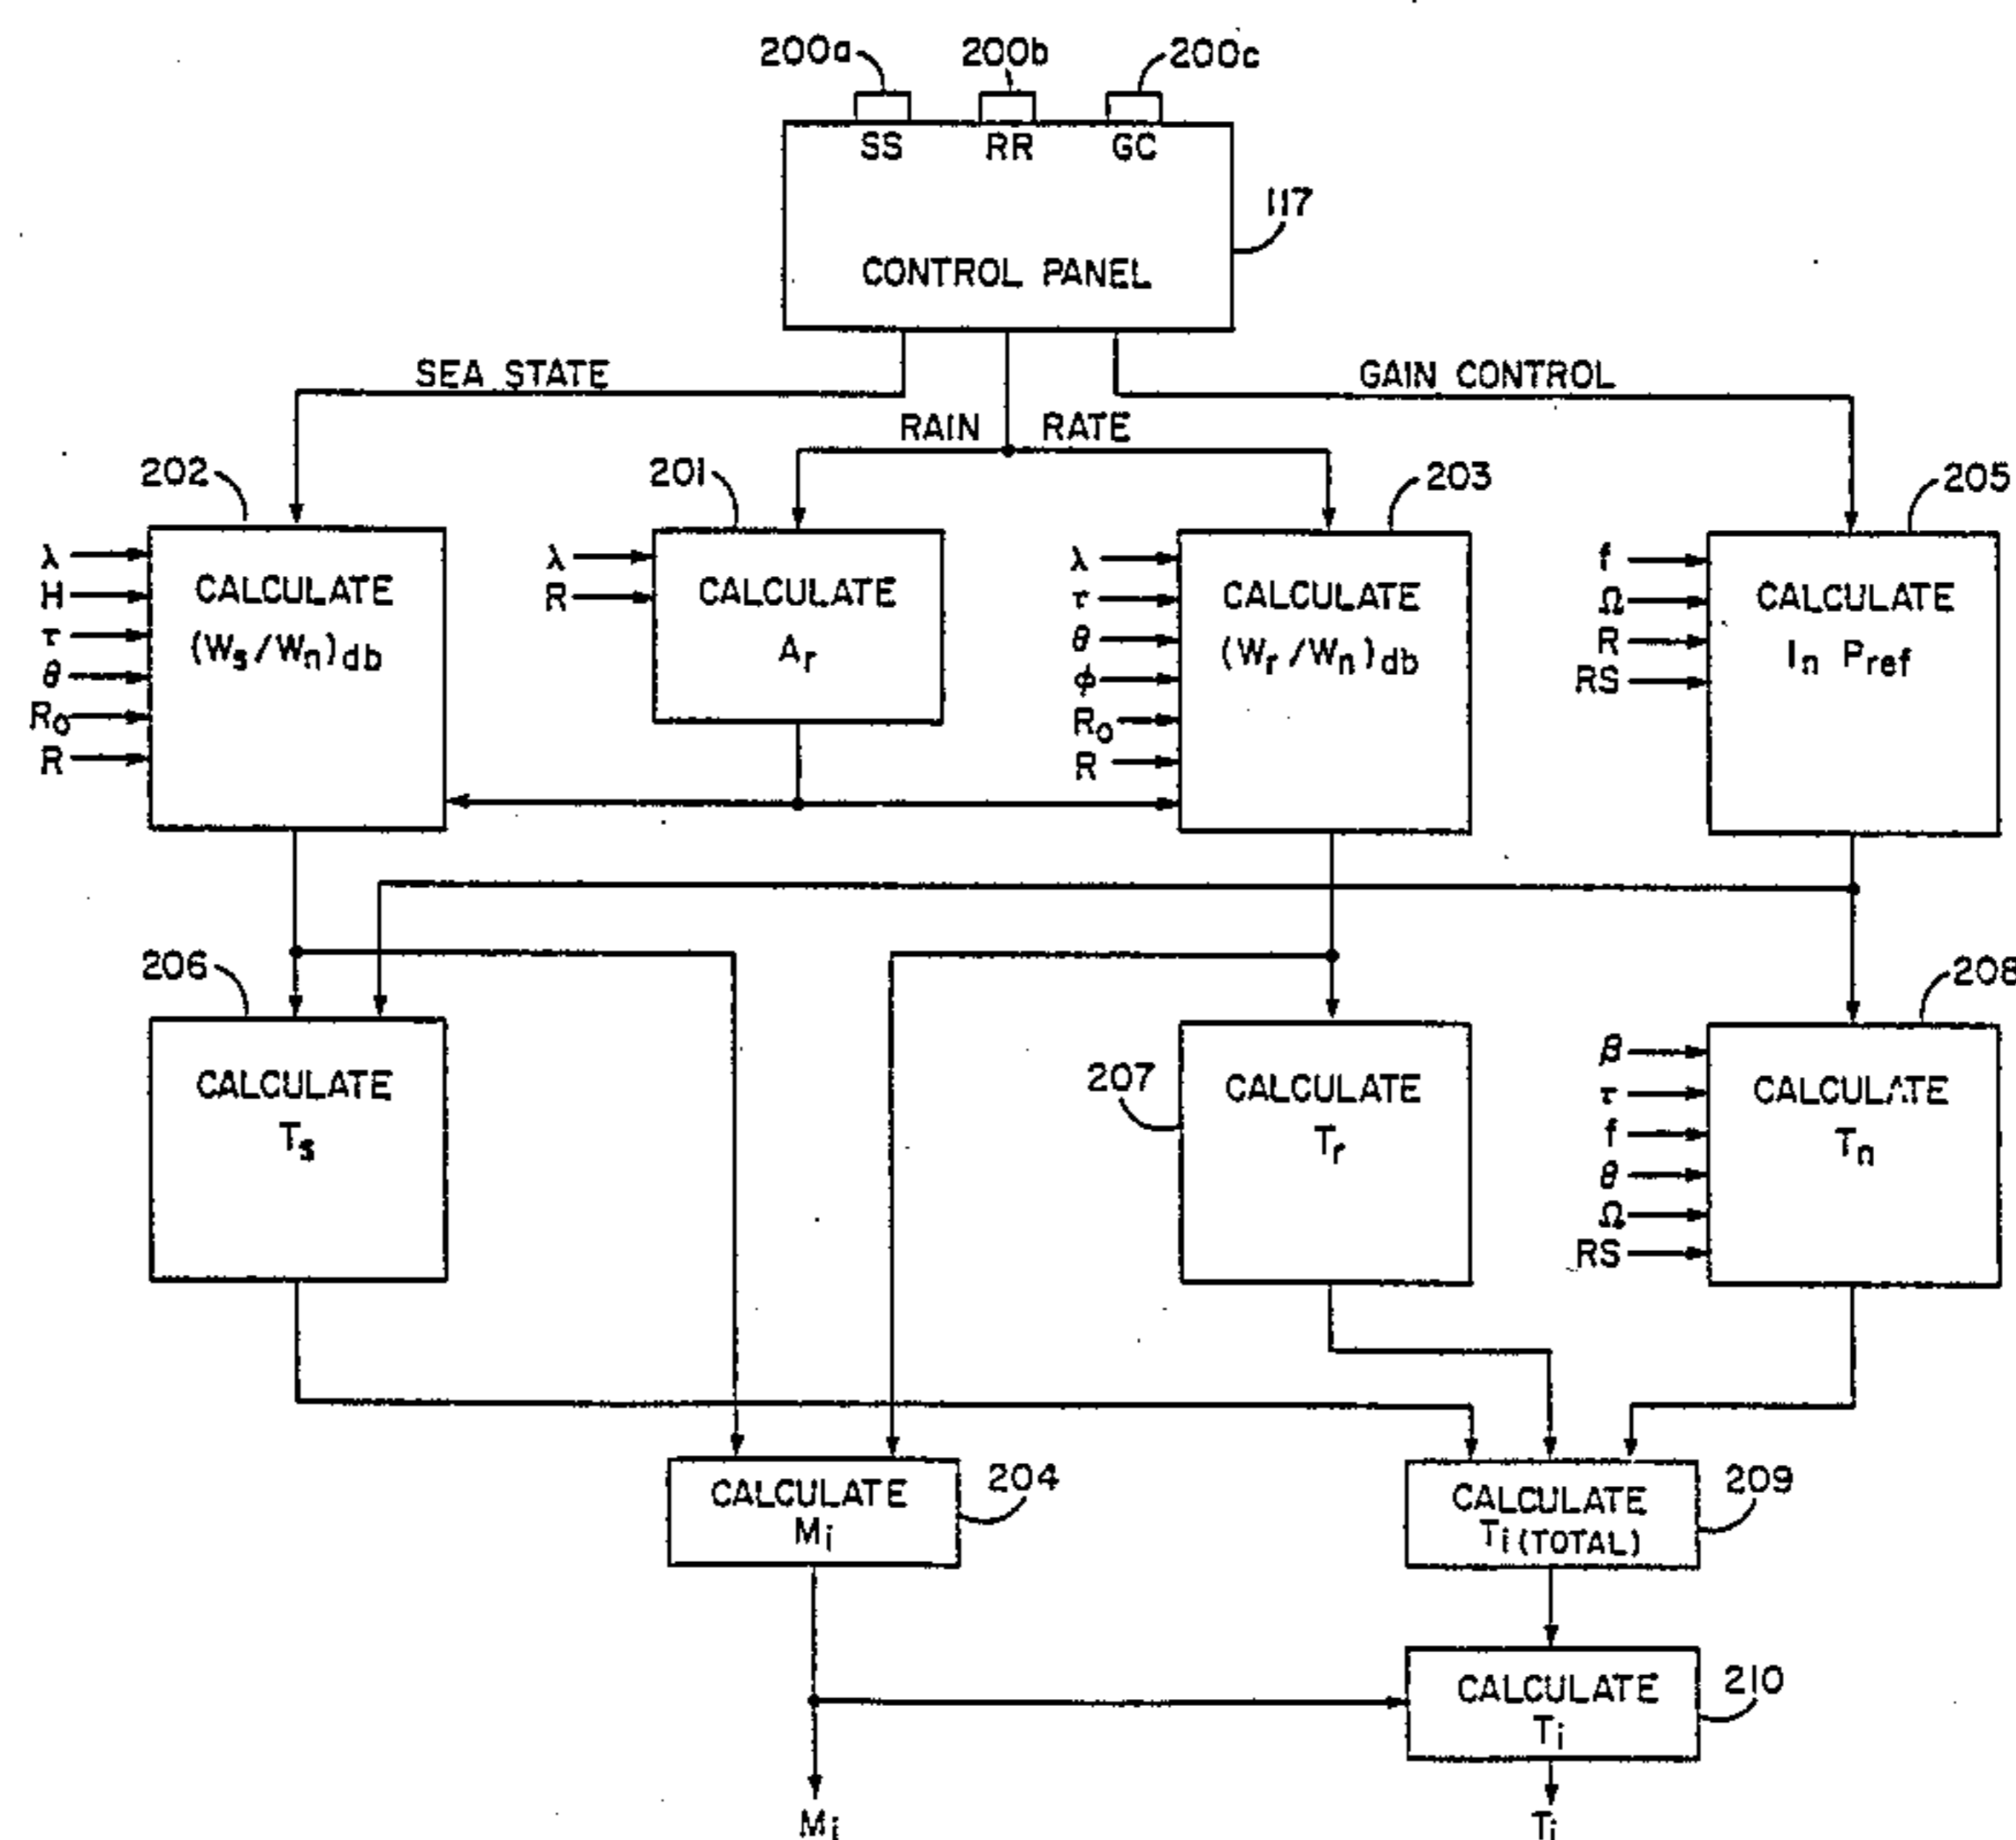 200a 200b 200c
SS RR GC
117
CONTROL PANEL
SEA STATE
GAIN CONTROL
RAIN RATE
202
201
203
205
λ
H
τ
θ
R₀
R
CALCULATE
(Wₛ/Wₙ)db
λ
R
CALCULATE
Aᵣ
λ
τ
θ
ϕ
R₀
R
CALCULATE
(Wᵣ/Wₙ)db
f
Ω
R
RS
CALCULATE
lₙ Pref
206
CALCULATE
Tₛ
207
CALCULATE
Tᵣ
208
β
τ
f
θ
Ω
RS
CALCULATE
Tₙ
204
CALCULATE
Mᵢ
209
CALCULATE
Tᵢ (TOTAL)
210
CALCULATE
Tᵢ
Mᵢ
Tᵢ